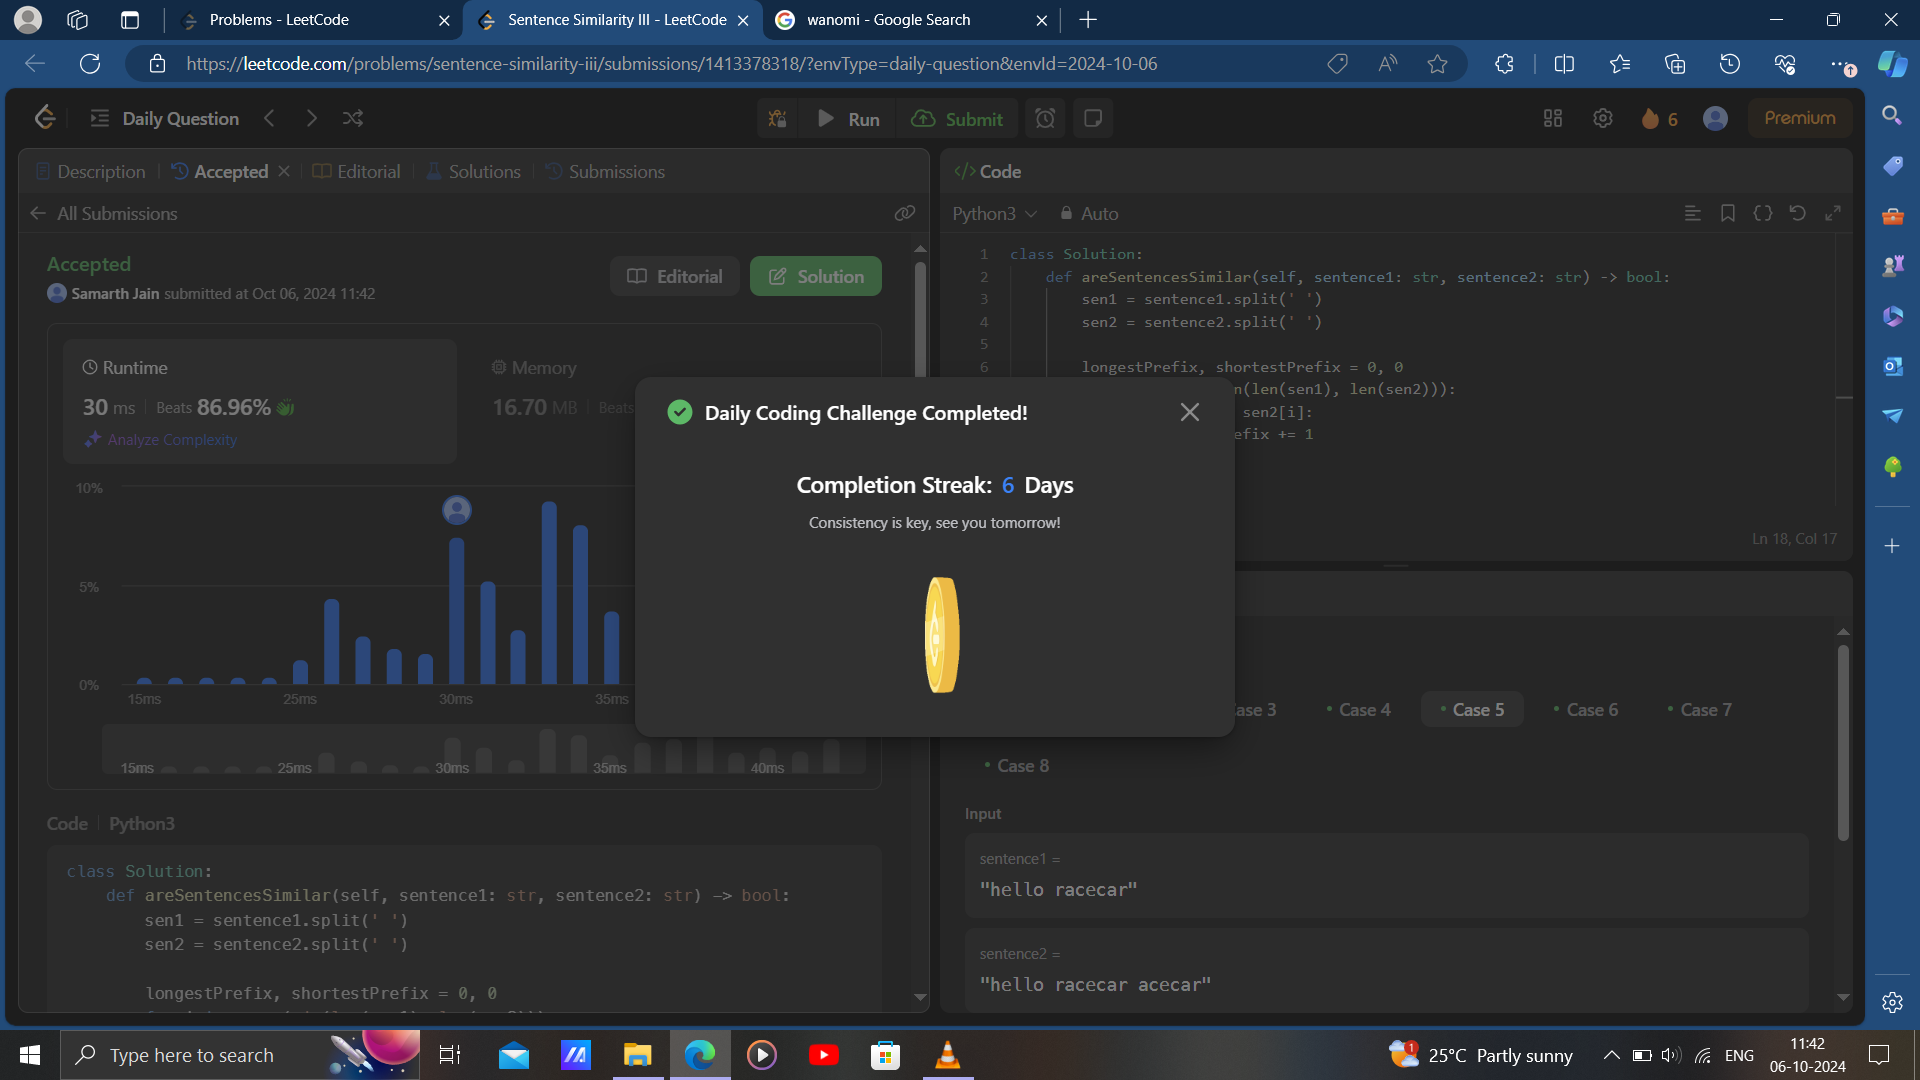 Problems - LeetCode
Sentence Similarity III - LeetCode
wanomi - Google Search
https://leetcode.com/problems/sentence-similarity-iii/submissions/1413378318/?envType=daily-question&envId=2024-10-06
Daily Question
Run
Submit
6
Premium
Description
Accepted
Editorial
Solutions
Submissions
All Submissions
Accepted
Samarth Jain submitted at Oct 06, 2024 11:42
Editorial
Solution
Runtime
30 ms
Beats 86.96%
Analyze Complexity
Memory
16.70 MB
Beats
10%
5%
0%
15ms 25ms 30ms 35ms
15ms 25ms 30ms 35ms 40ms
Code
Python3
class Solution:
def areSentencesSimilar(self, sentence1: str, sentence2: str) -> bool:
sen1 = sentence1.split(' ')
sen2 = sentence2.split(' ')
longestPrefix, shortestPrefix = 0, 0
Daily Coding Challenge Completed!
Completion Streak: 6 Days
Consistency is key, see you tomorrow!
</> Code
Python3
Auto
1 class Solution:
2 def areSentencesSimilar(self, sentence1: str, sentence2: str) -> bool:
3 sen1 = sentence1.split(' ')
4 sen2 = sentence2.split(' ')
5
6 longestPrefix, shortestPrefix = 0, 0
n(len(sen1), len(sen2))):
sen2[i]:
efix += 1
Ln 18, Col 17
ase 3
Case 4
Case 5
Case 6
Case 7
Case 8
Input
sentence1 =
"hello racecar"
sentence2 =
"hello racecar acecar"
Type here to search
1
25°C Partly sunny
ENG
11:42
06-10-2024